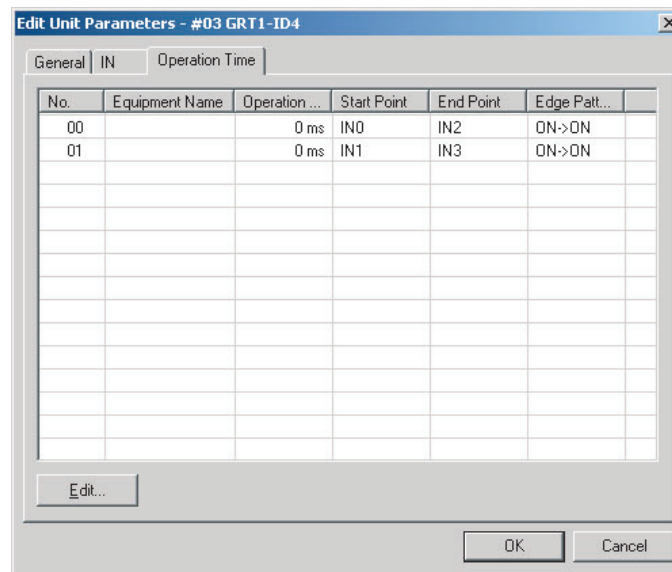 Edit Unit Parameters - #03 GRT1-ID4
General IN Operation Time
No. Equipment Name Operation ... Start Point End Point Edge Patt...
00 0 ms IN0 IN2 ON->ON
01 0 ms IN1 IN3 ON->ON
Edit...
OK Cancel